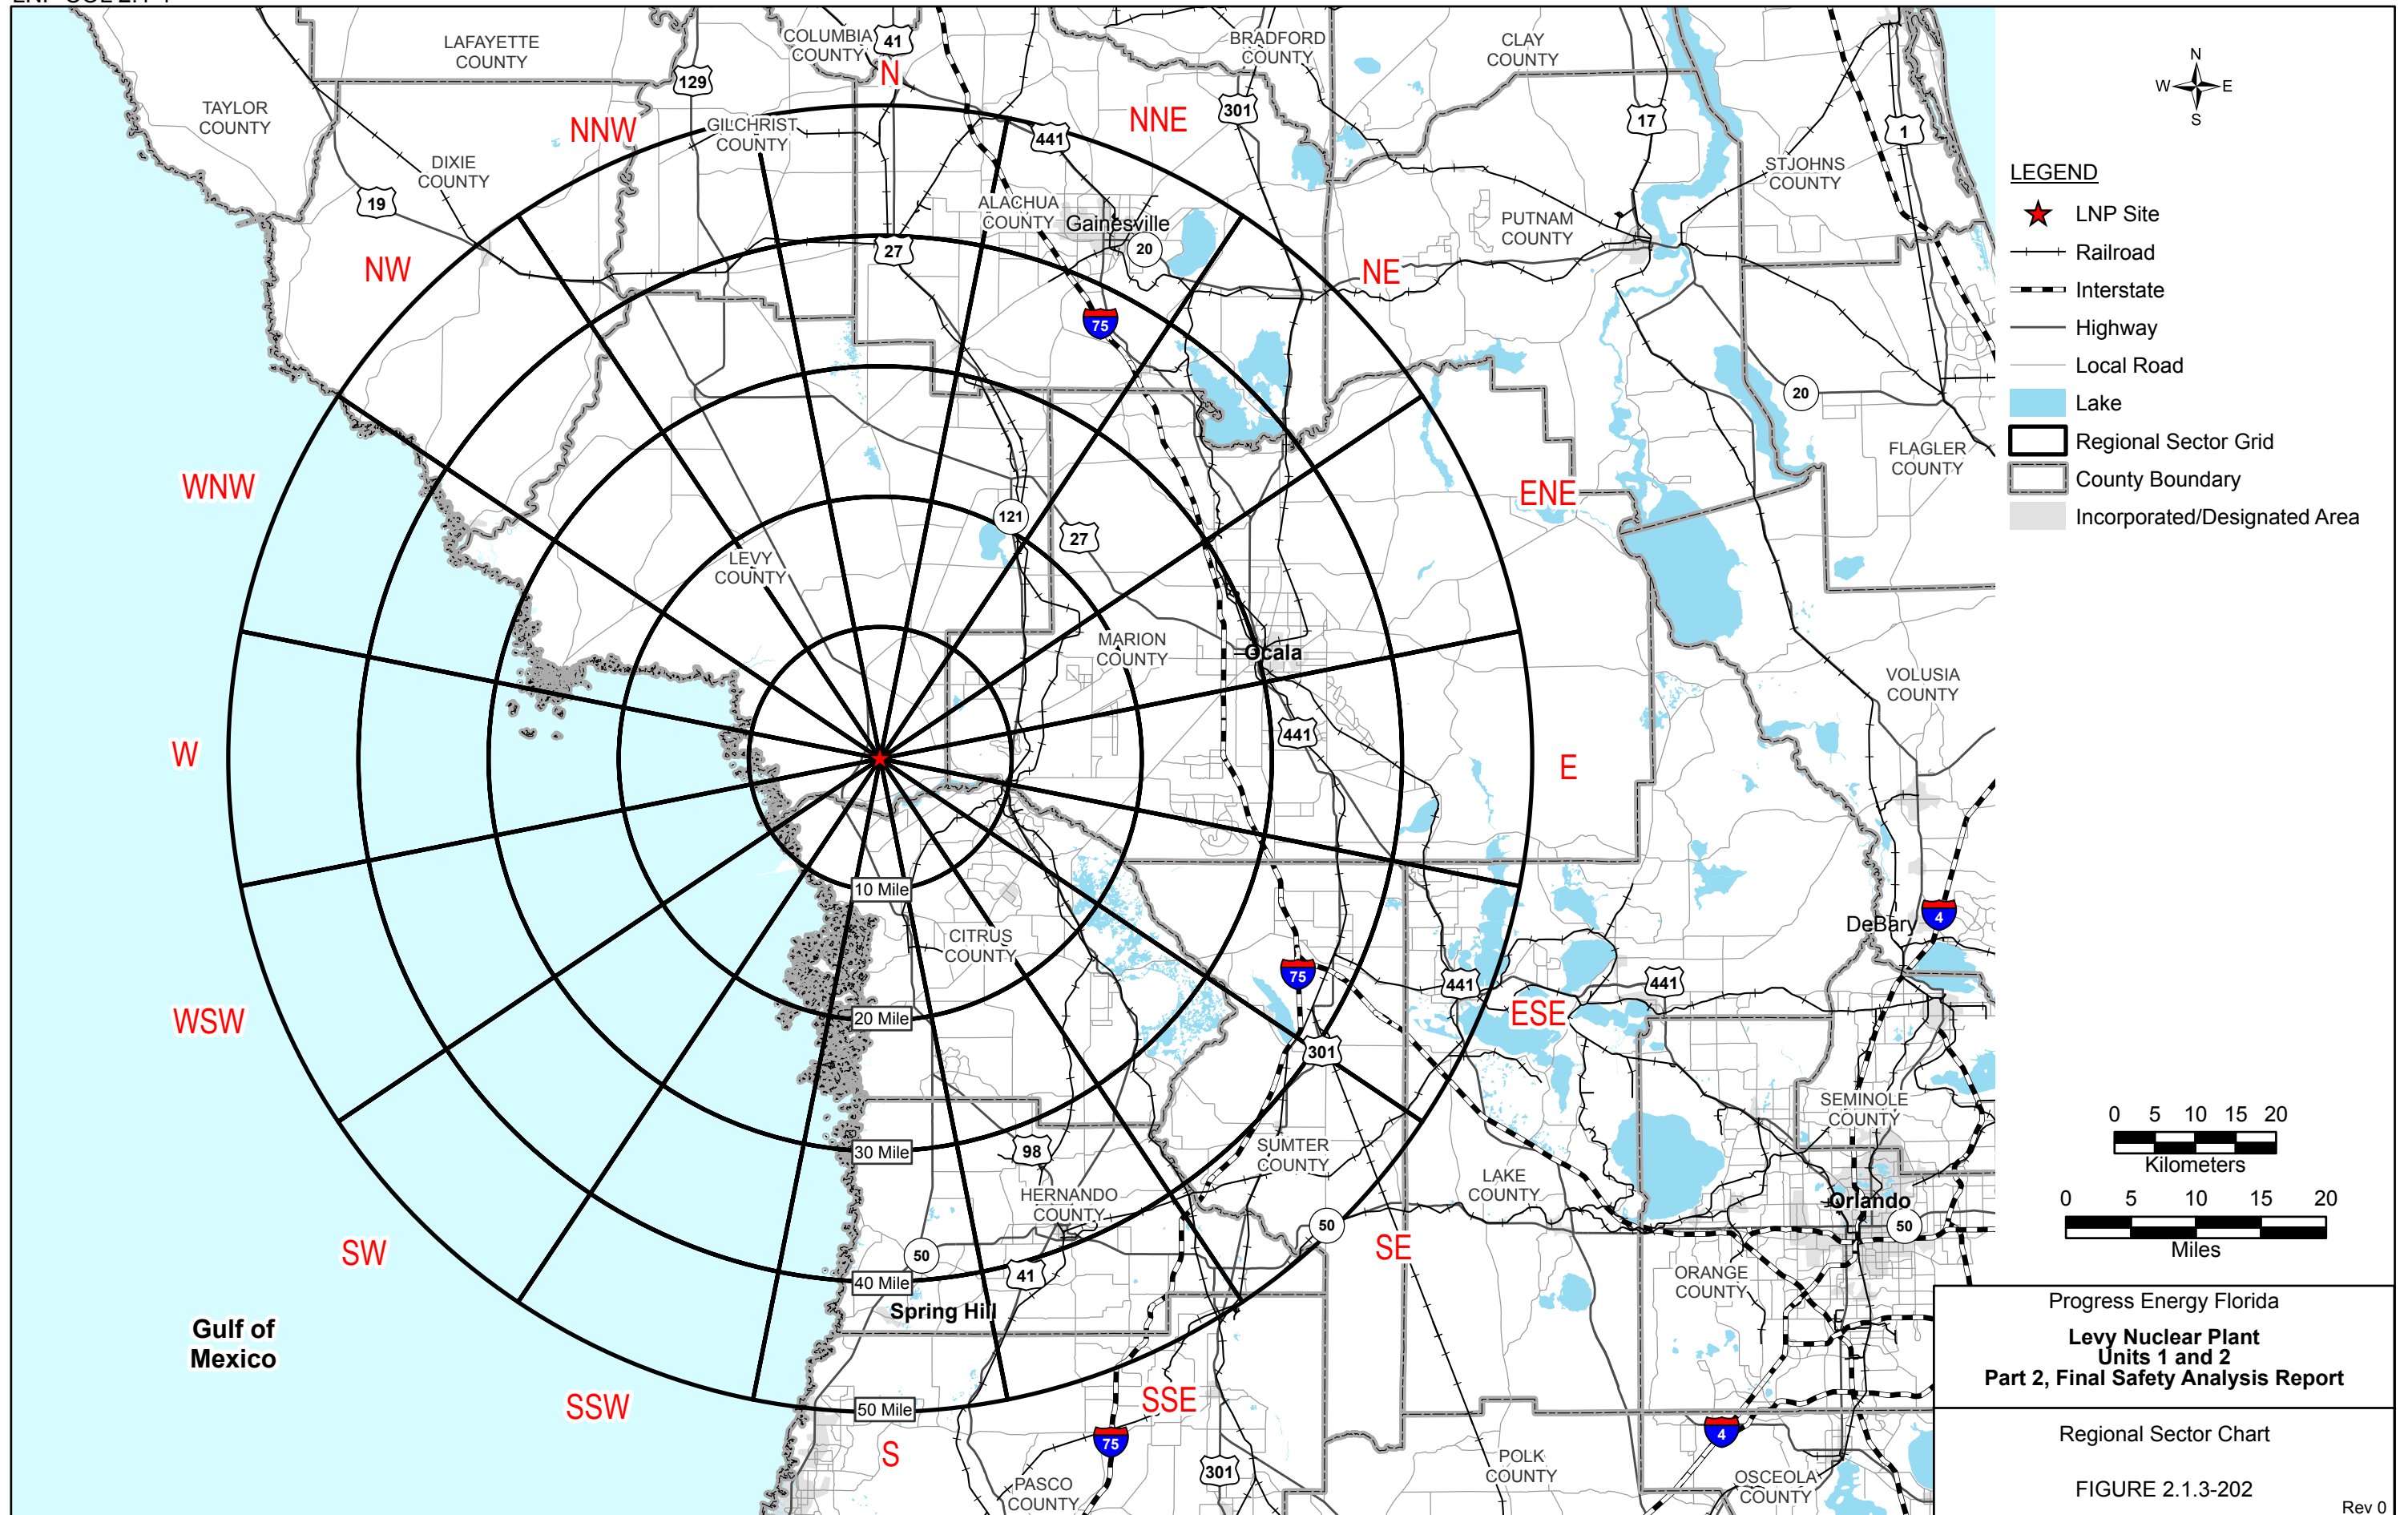 LAFAYETTE
COUNTY
COLUMBIA
COUNTY
41
N
BRADFORD
COUNTY
CLAY
COUNTY
129
TAYLOR
COUNTY
NNW
GILCHRIST
COUNTY
441
NNE
301
17
1
DIXIE
COUNTY
STJOHNS
COUNTY
19
ALACHUA
COUNTY
Gainesville
20
27
PUTNAM
COUNTY
NW
NE
75
20
WNW
ENE
FLAGLER
COUNTY
121
27
LEVY
COUNTY
MARION
COUNTY
Ocala
VOLUSIA
COUNTY
441
W
E
10 Mile
CITRUS
COUNTY
DeBary
4
75
441
441
WSW
20 Mile
ESE
301
30 Mile
98
SUMTER
COUNTY
SEMINOLE
COUNTY
HERNANDO
COUNTY
LAKE
COUNTY
Orlando
50
50
50
SW
SE
40 Mile
41
ORANGE
COUNTY
Spring Hill
Gulf of
Mexico
SSW
50 Mile
SSE
S
75
301
4
PASCO
COUNTY
POLK
COUNTY
OSCEOLA
COUNTY
N
W E
S
LEGEND
LNP Site
Railroad
Interstate
Highway
Local Road
Lake
Regional Sector Grid
County Boundary
Incorporated/Designated Area
0 5 10 15 20
Kilometers
0 5 10 15 20
Miles
Progress Energy Florida
Levy Nuclear Plant
Units 1 and 2
Part 2, Final Safety Analysis Report
Regional Sector Chart
FIGURE 2.1.3-202
Rev 0